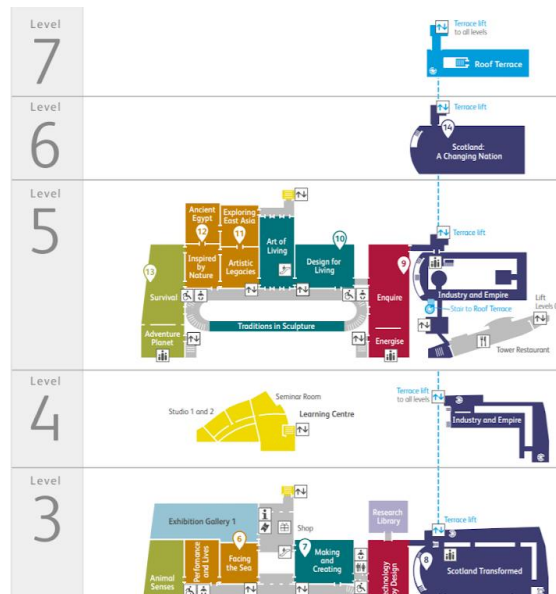 Level
7
Terrace lift
to all levels
Roof Terrace
Level
6
Terrace lift
14
Scotland:
A Changing Nation
Level
5
Ancient
Egypt
Exploring
East Asia
12
11
Art of
Living
10
Terrace lift
13
Inspired
by
Nature
Artistic
Legacies
Design for
Living
9
Survival
Enquire
Industry and Empire
Lift
Levels
Stair to Roof Terrace
Traditions in Sculpture
Adventure
Planet
Energise
Tower Restaurant
Level
4
Seminar Room
Studio 1 and 2
Learning Centre
Terrace lift
to all levels
Industry and Empire
Level
3
Exhibition Gallery 1
Shop
Research
Library
Terrace lift
6
7
8
Animal
Senses
Performance
and Lives
Facing
the Sea
Making
and
Creating
by Design
Scotland Transformed